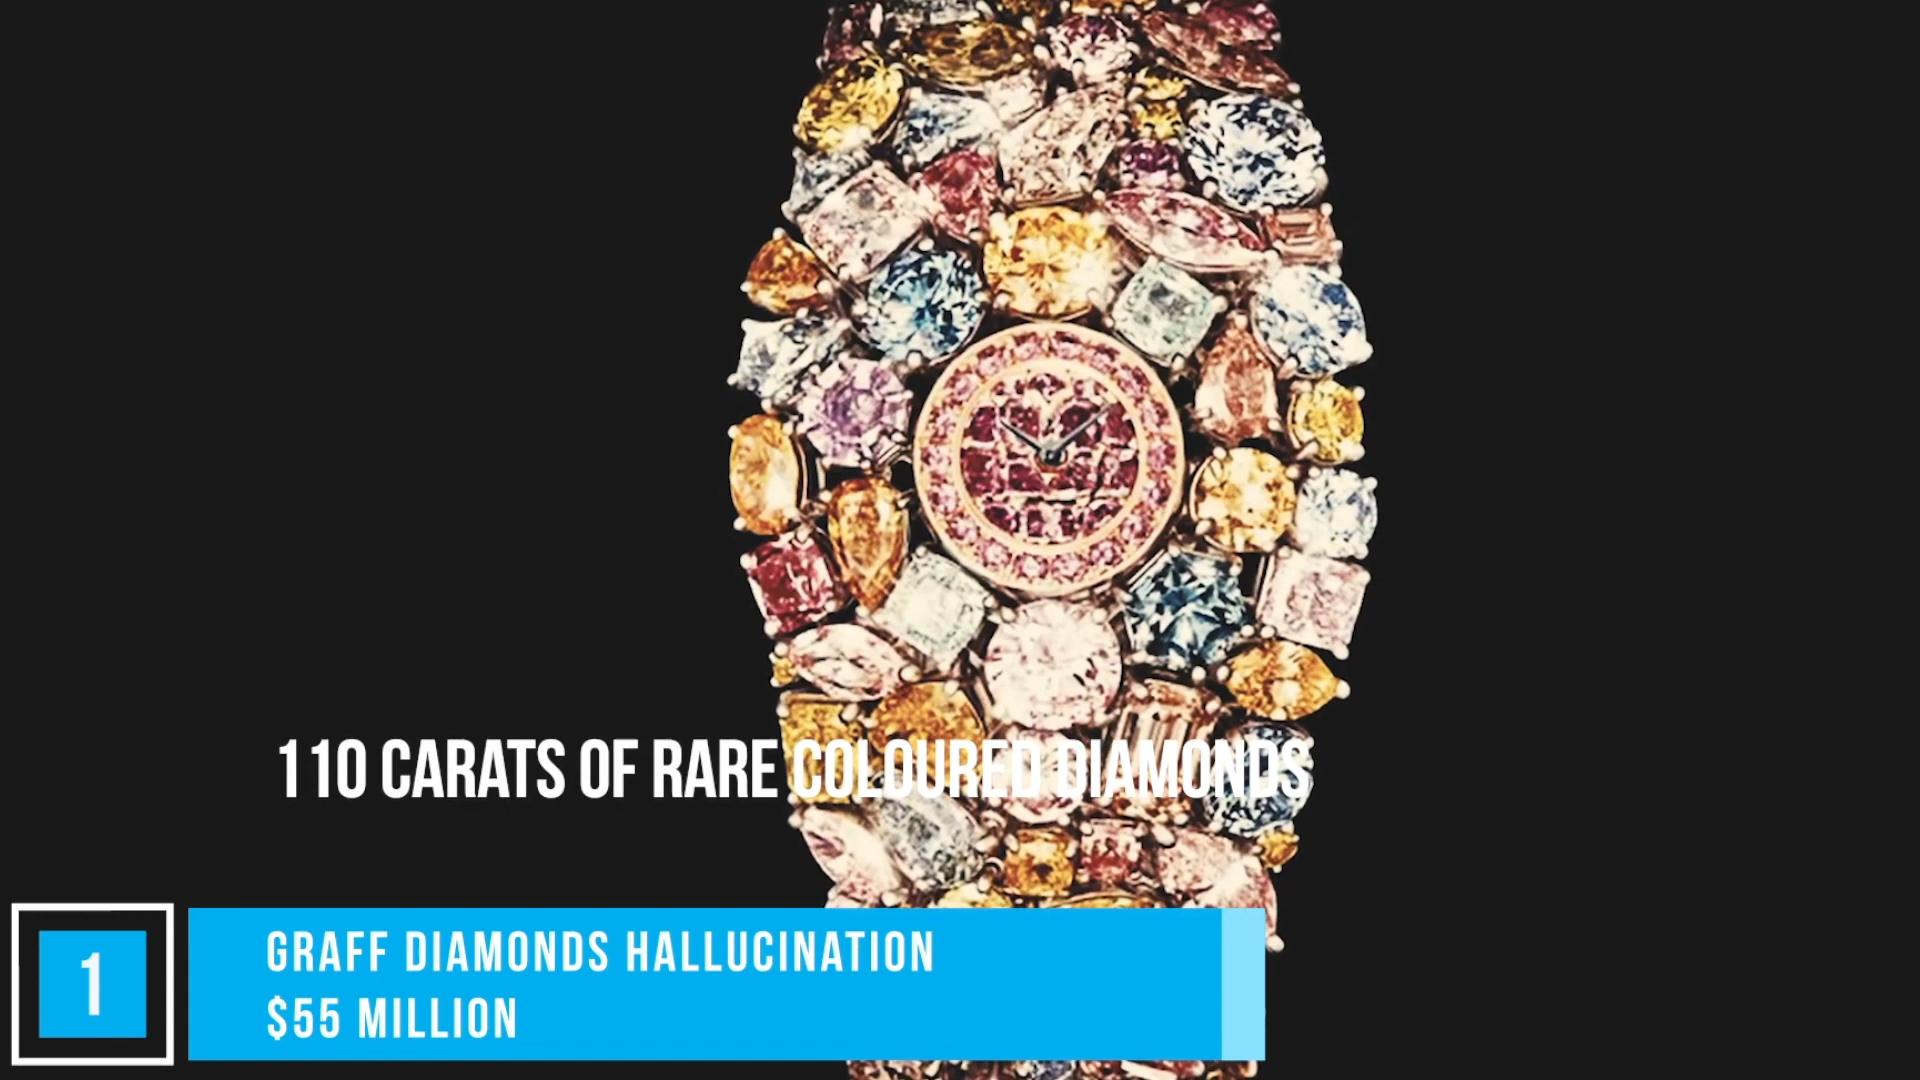 110 CARATS OF RARE COLOURED DIAMONDS
1
GRAFF DIAMONDS HALLUCINATION
$55 MILLION